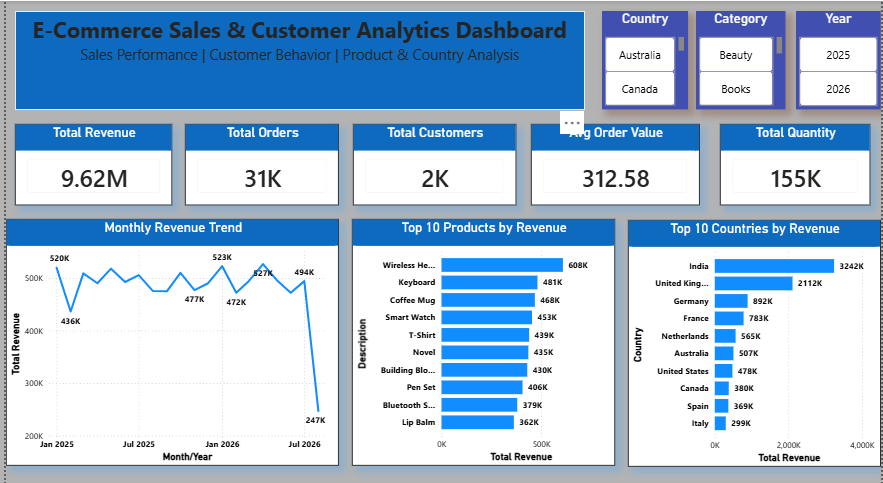 E-Commerce Sales & Customer Analytics Dashboard
Sales Performance | Customer Behavior | Product & Country Analysis
Country
Australia
Canada
Category
Beauty
Books
Year
2025
2026
Total Revenue
9.62M
Total Orders
31K
Total Customers
2K
Avg Order Value
312.58
Total Quantity
155K
Monthly Revenue Trend
Total Revenue
500K
400K
300K
200K
520K
436K
477K
523K
472K
527K
494K
247K
Jan 2025
Jul 2025
Jan 2026
Jul 2026
Month/Year
Top 10 Products by Revenue
Description
Wireless He... 608K
Keyboard 481K
Coffee Mug 468K
Smart Watch 453K
T-Shirt 439K
Novel 435K
Building Blo... 430K
Pen Set 406K
Bluetooth S... 379K
Lip Balm 362K
0K 500K
Total Revenue
Top 10 Countries by Revenue
Country
India 3242K
United King... 2112K
Germany 892K
France 783K
Netherlands 565K
Australia 507K
United States 478K
Canada 380K
Spain 369K
Italy 299K
0K 2,000K 4,000K
Total Revenue